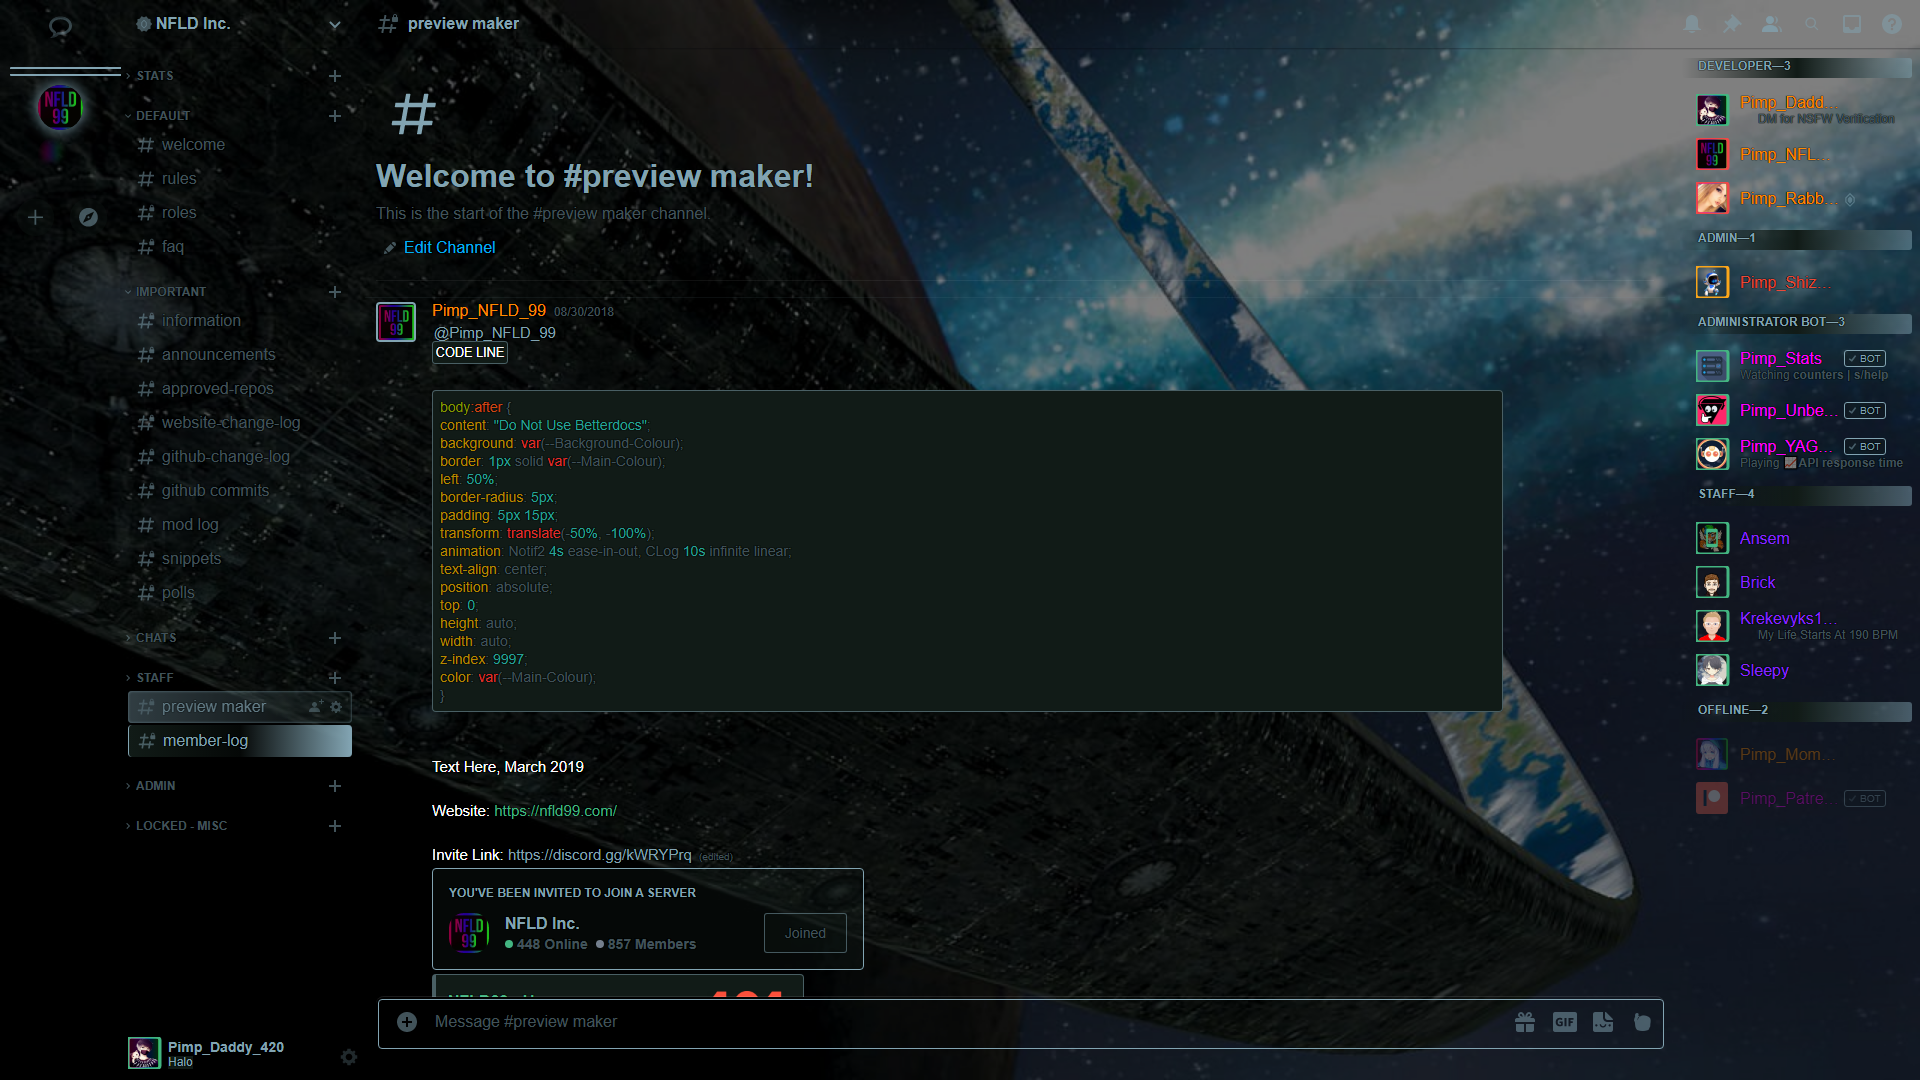 NFLD Inc.
preview maker
NFLD
99
STATS
DEFAULT
welcome
rules
roles
faq
IMPORTANT
information
announcements
approved-repos
website-change-log
github-change-log
github commits
mod log
snippets
polls
CHATS
STAFF
preview maker
member-log
ADMIN
LOCKED - MISC
Pimp_Daddy_420
Halo
Welcome to #preview maker!
This is the start of the #preview maker channel.
Edit Channel
NFLD
99
Pimp_NFLD_99 08/30/2018
@Pimp_NFLD_99
CODE LINE
body:after {
content: "Do Not Use Betterdocs";
background: var(--Background-Colour);
border: 1px solid var(--Main-Colour);
left: 50%;
border-radius: 5px;
padding: 5px 15px;
transform: translate(-50%, -100%);
animation: Notif2 4s ease-in-out, CLog 10s infinite linear;
text-align: center;
position: absolute;
top: 0;
height: auto;
width: auto;
z-index: 9997;
color: var(--Main-Colour);
}
Text Here, March 2019
Website: https://nfld99.com/
Invite Link: https://discord.gg/kWRYPrq (edited)
YOU'VE BEEN INVITED TO JOIN A SERVER
NFLD
99
NFLD Inc.
448 Online 857 Members
Joined
Message #preview maker
GIF
DEVELOPER—3
Pimp_Dadd...
DM for NSFW Verification
NFLD
99
Pimp_NFL...
Pimp_Rabb...
ADMIN—1
Pimp_Shiz...
ADMINISTRATOR BOT—3
Pimp_Stats BOT
Watching counters | s/help
Pimp_Unbe... BOT
Pimp_YAG... BOT
Playing API response time
STAFF—4
Ansem
Brick
Krekevyks1...
My Life Starts At 190 BPM
Sleepy
OFFLINE—2
Pimp_Mom...
Pimp_Patre... BOT